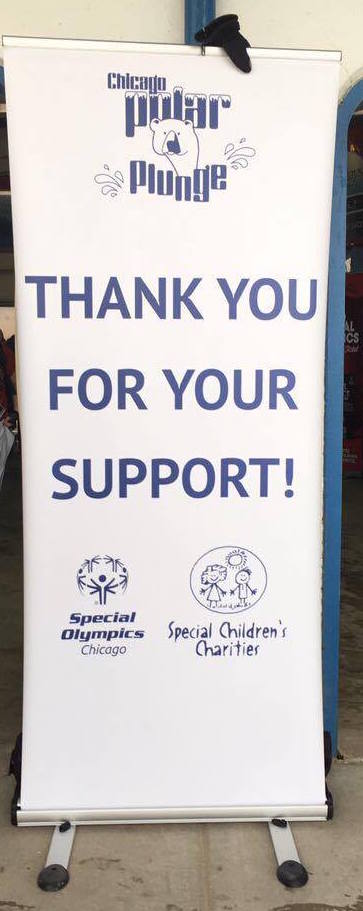 Chicago
polar
Plunge
THANK YOU
FOR YOUR
SUPPORT!
Special
Olympics
Chicago
Special Children's
Charities